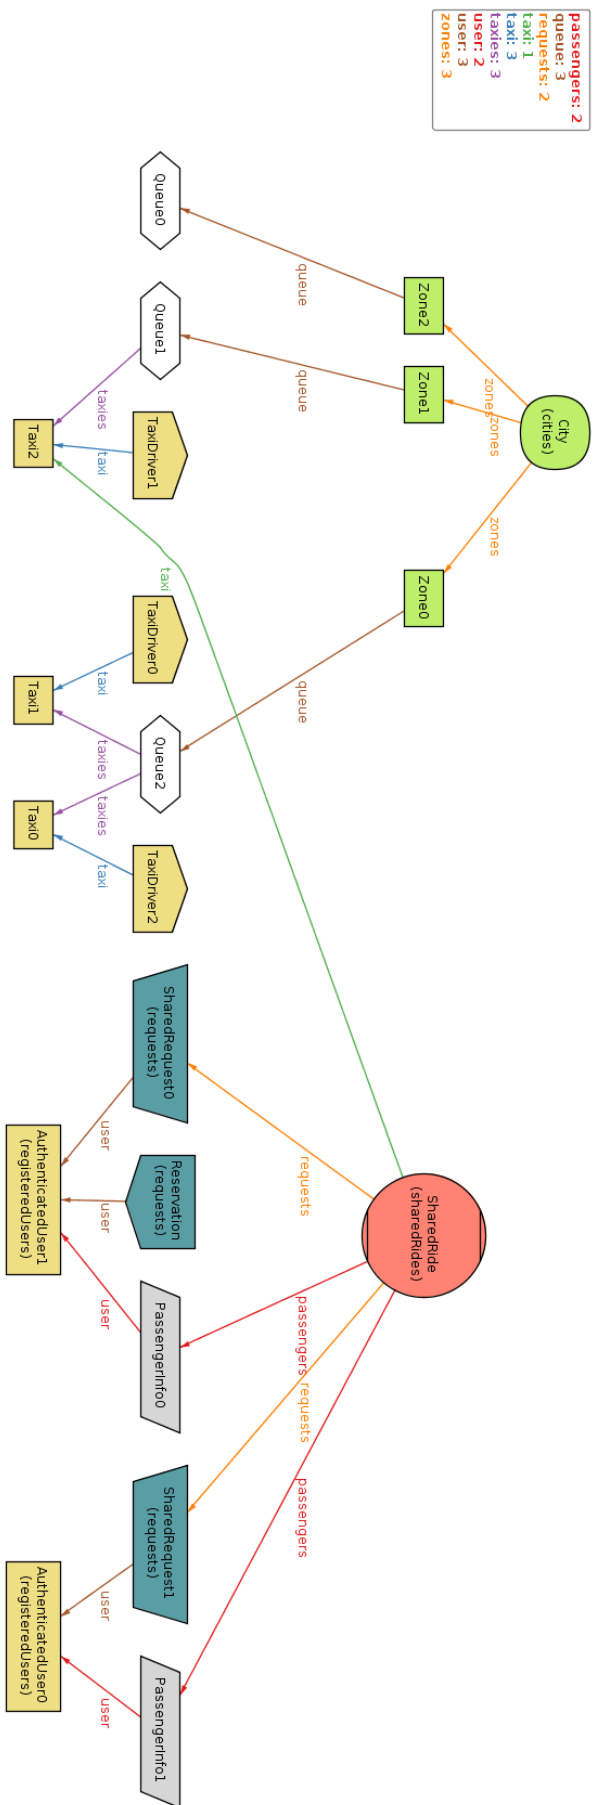 passengers: 2
queue: 3
requests: 2
taxi: 1
taxi: 3
taxies: 3
user: 2
user: 3
zones: 3
City
(cities)
zones
zones
zones
Zone2
Zone1
Zone0
queue
queue
queue
SharedRide
(sharedRides)
taxi
requests
passengers
requests
passengers
Queue0
Queue1
TaxiDriver1
TaxiDriver0
Queue2
TaxiDriver2
SharedRequest0
(requests)
Reservation
(requests)
PassengerInfo0
SharedRequest1
(requests)
PassengerInfo1
taxies
taxi
taxi
taxies
taxies
taxi
user
user
user
user
user
Taxi2
Taxi1
Taxi0
AuthenticatedUser1
(registeredUsers)
AuthenticatedUser0
(registeredUsers)